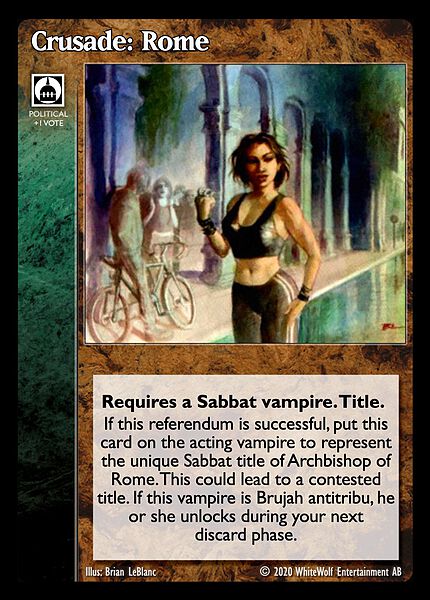 Crusade: Rome
POLITICAL
+1 VOTE
Requires a Sabbat vampire. Title.
If this referendum is successful, put this
card on the acting vampire to represent
the unique Sabbat title of Archbishop of
Rome. This could lead to a contested
title. If this vampire is Brujah antitribu, he
or she unlocks during your next
discard phase.
Illus: Brian LeBlanc
© 2020 WhiteWolf Entertainment AB